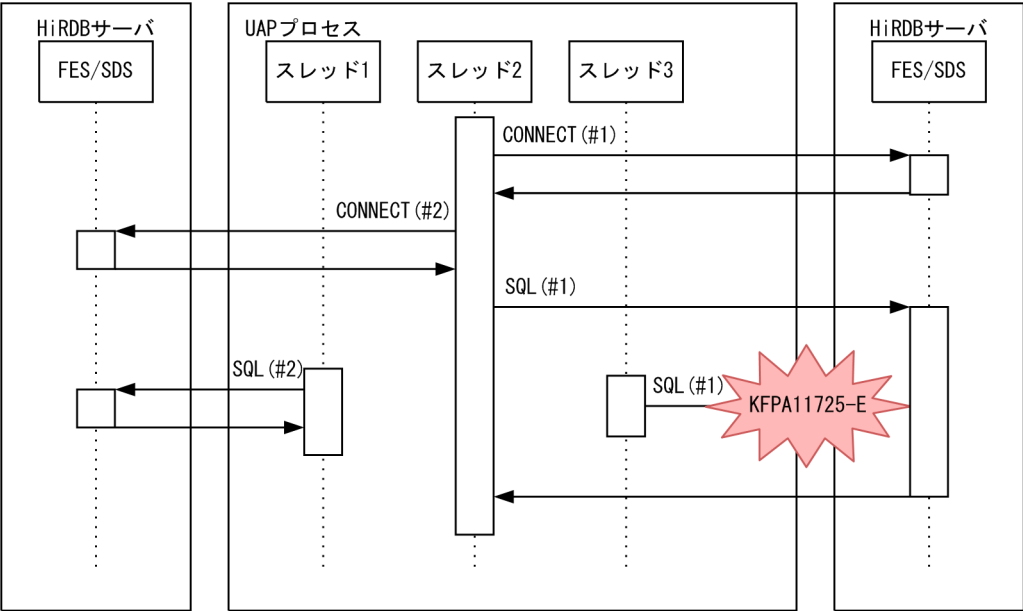 HiRDBサーバ
UAPプロセス
HiRDBサーバ
FES/SDS
スレッド1
スレッド2
スレッド3
FES/SDS
CONNECT(#1)
CONNECT(#2)
SQL(#1)
SQL(#2)
SQL(#1)
KFPA11725-E